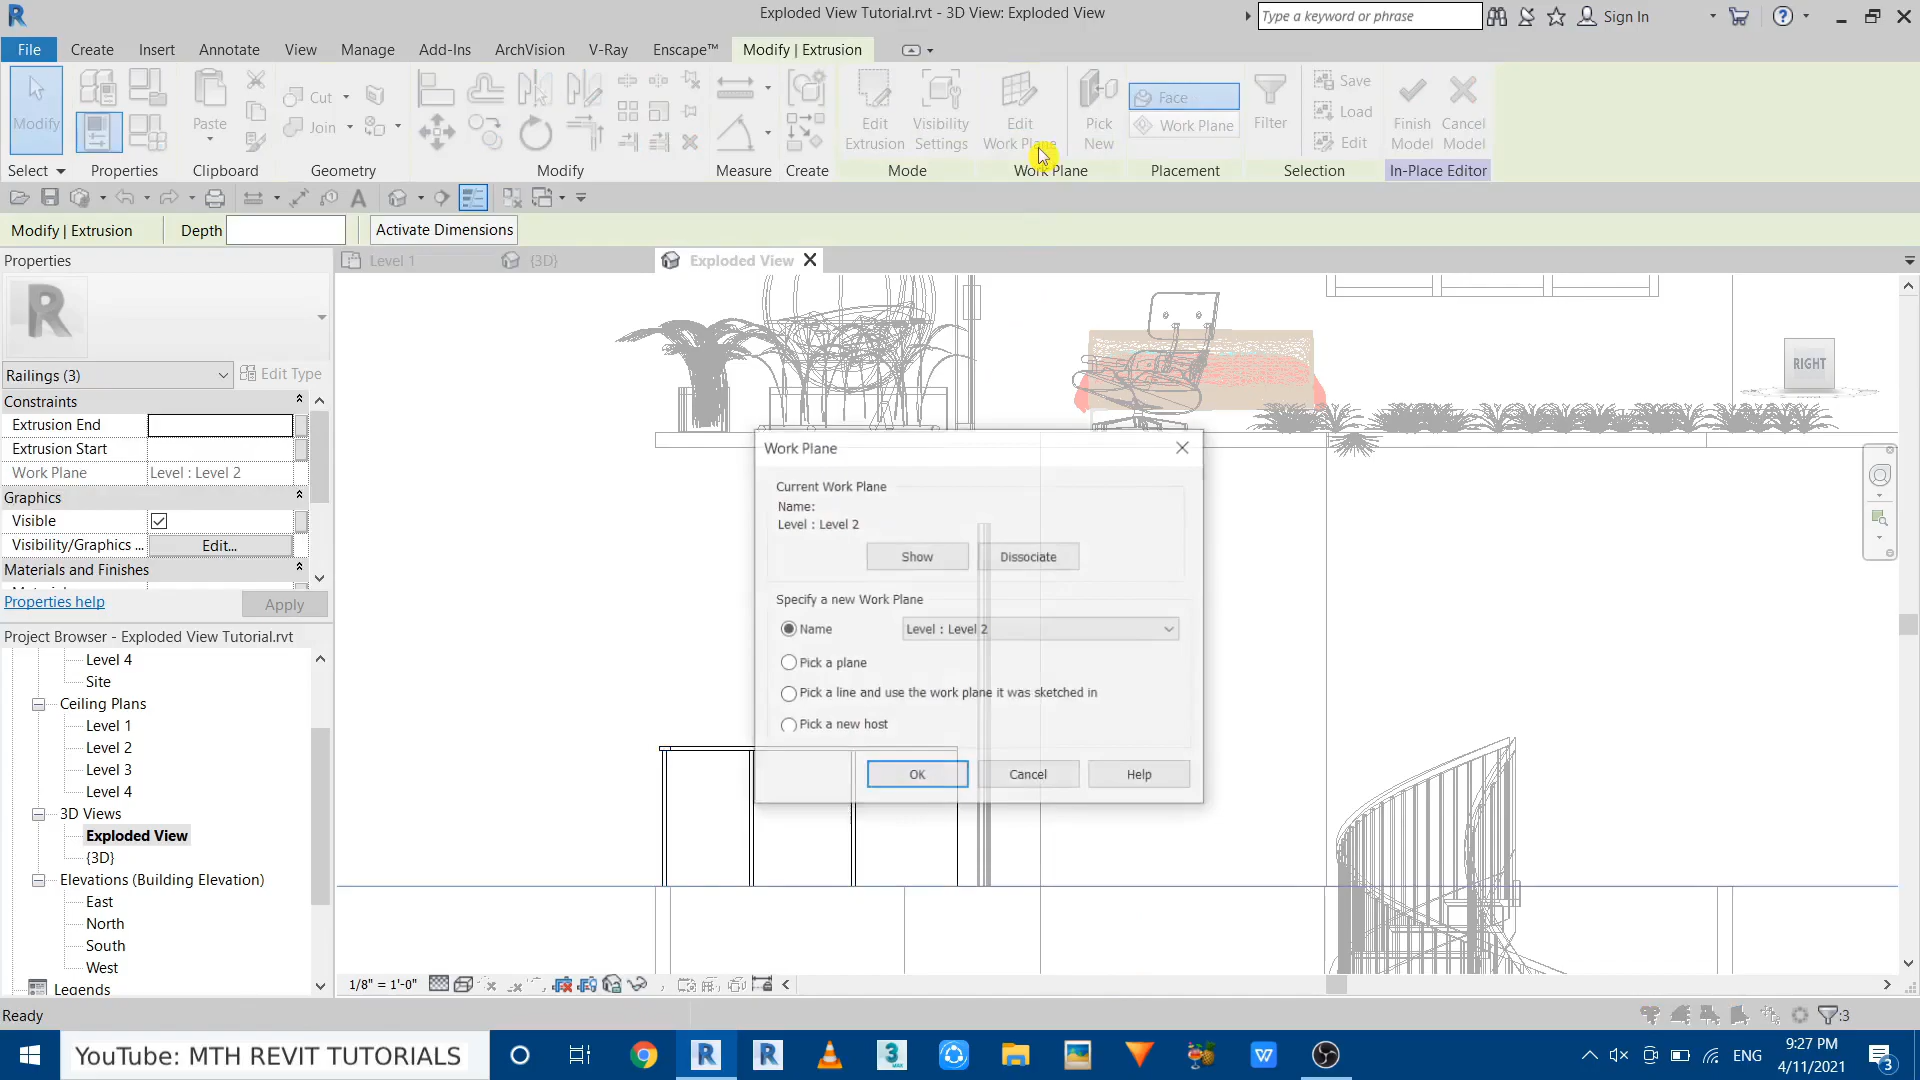 Exploded View Tutorial.rvt - 3D View: Exploded View
Type a keyword or phrase
Sign In
File Create Insert Annotate View Manage Add-Ins ArchVision V-Ray Enscape™ Modify | Extrusion
Modify
Paste
Cut
Join
Edit Extrusion
Visibility Settings
Edit Work Plane
Pick New
Face
Work Plane
Filter
Save
Load
Edit
Finish Model
Cancel Model
Select Properties Clipboard Geometry Modify Measure Create Mode Work Plane Placement Selection In-Place Editor
Modify | Extrusion Depth Activate Dimensions
Properties
Level 1 {3D} Exploded View
Railings (3) Edit Type
Constraints
Extrusion End
Extrusion Start
Work Plane Level : Level 2
Graphics
Visible
Visibility/Graphics ... Edit...
Materials and Finishes
Properties help Apply
Project Browser - Exploded View Tutorial.rvt
Level 4
Site
Ceiling Plans
Level 1
Level 2
Level 3
Level 4
3D Views
Exploded View
{3D}
Elevations (Building Elevation)
East
North
South
West
Legends
RIGHT
Work Plane
Current Work Plane
Name:
Level : Level 2
Show Dissociate
Specify a new Work Plane
Name Level : Level 2
Pick a plane
Pick a line and use the work plane it was sketched in
Pick a new host
OK Cancel Help
1/8" = 1'-0"
Ready
:3
YouTube: MTH REVIT TUTORIALS
ENG
9:27 PM
4/11/2021
3